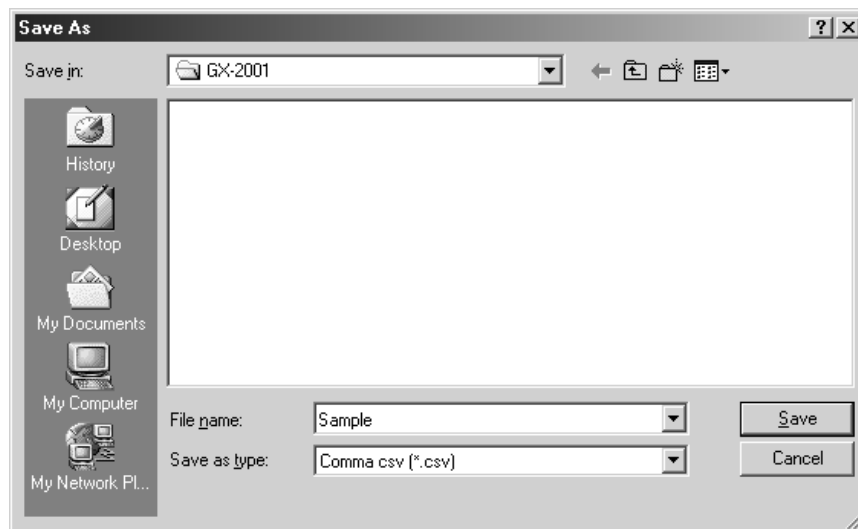 Save As
Save in:
GX-2001
History
Desktop
My Documents
My Computer
My Network Pl...
File name:
Sample
Save
Save as type:
Comma csv (*.csv)
Cancel